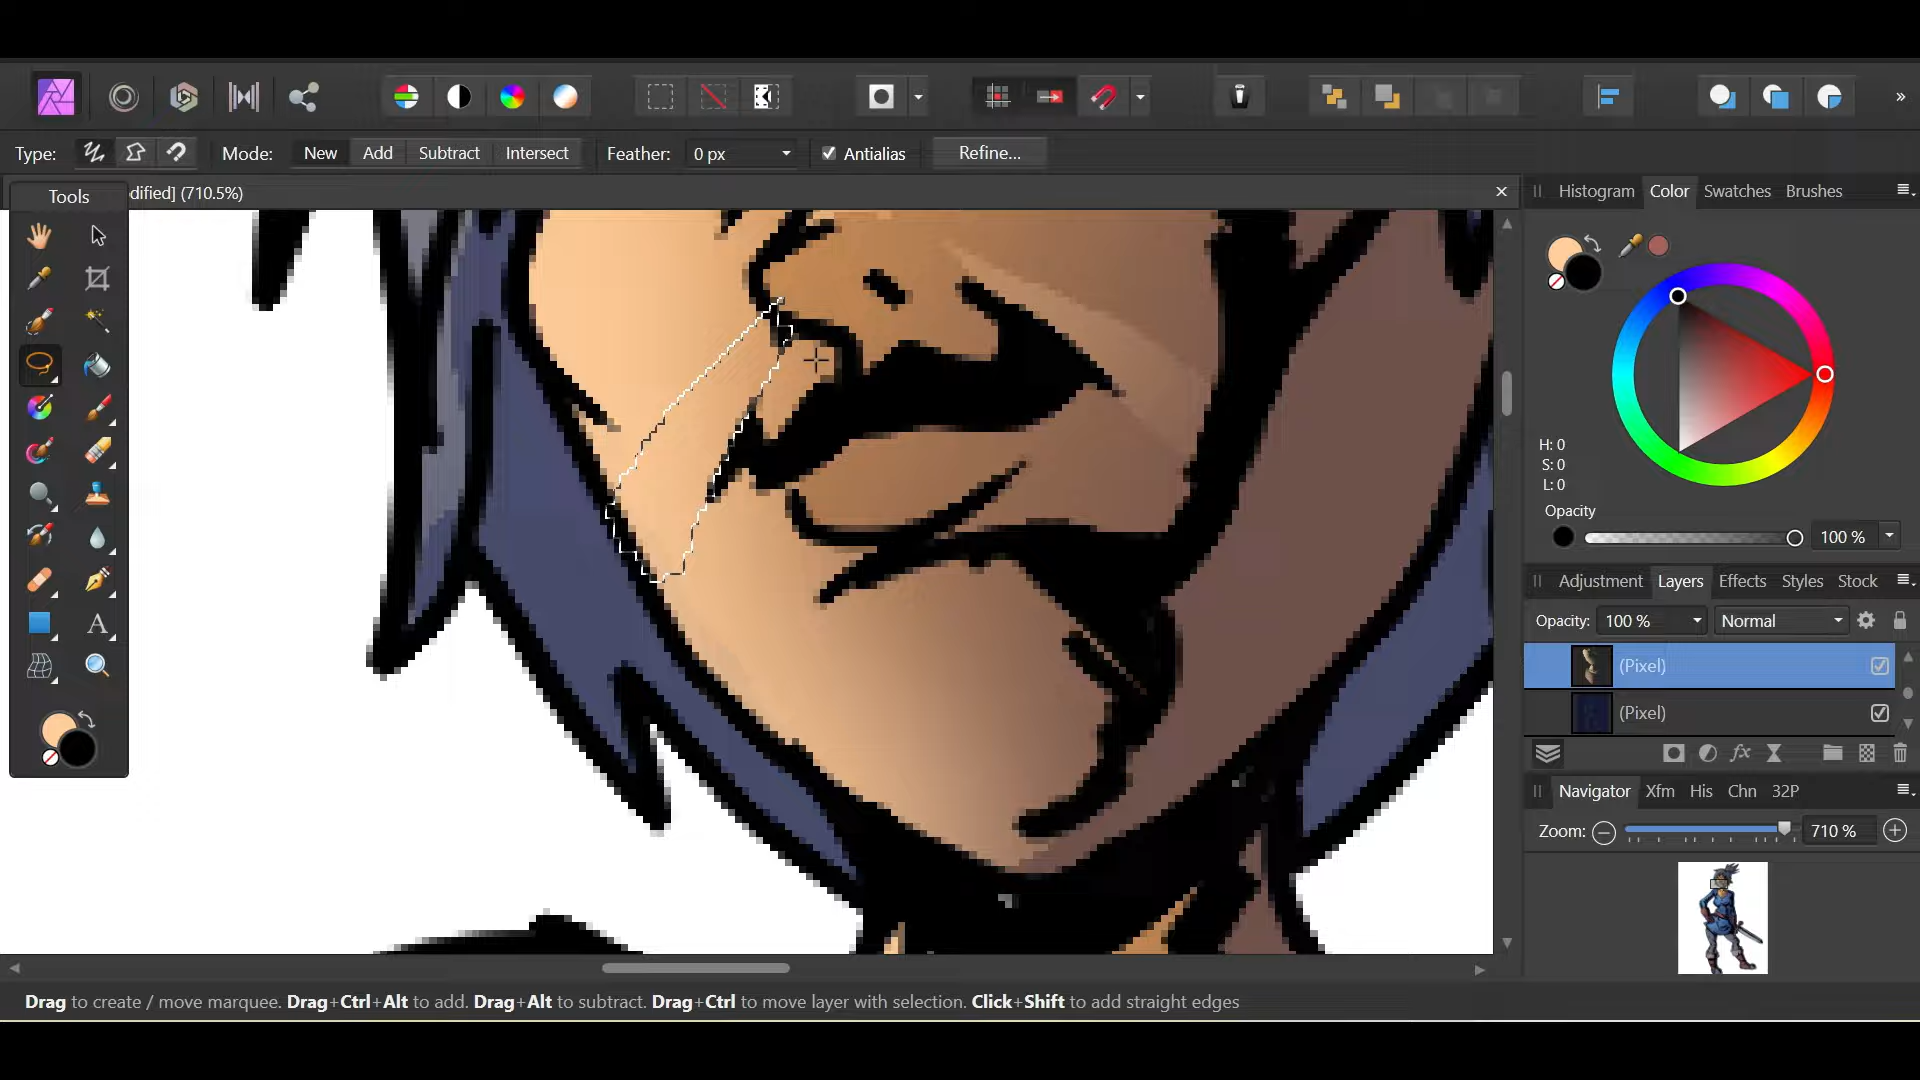 Type:
Mode:
New
Add
Subtract
Intersect
Feather:
0 px
Antialias
Refine...
Tools
dified] (710.5%)
A
Histogram
Color
Swatches
Brushes
H: 0
S: 0
L: 0
Opacity
100 %
Adjustment
Layers
Effects
Styles
Stock
Opacity:
100 %
Normal
(Pixel)
(Pixel)
fx
Navigator
Xfm
His
Chn
32P
Zoom:
710 %
Drag to create / move marquee. Drag+Ctrl+Alt to add. Drag+Alt to subtract. Drag+Ctrl to move layer with selection. Click+Shift to add straight edges